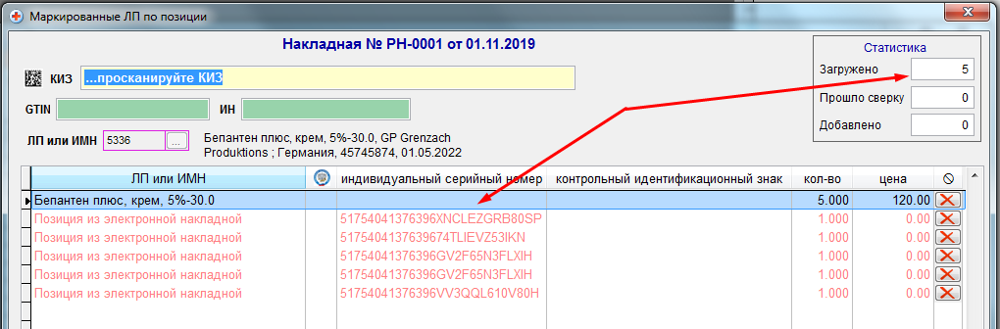 Маркированные ЛП по позиции
Накладная № РН-0001 от 01.11.2019
Статистика
КИЗ ...просканируйте КИЗ
Загружено 5
GTIN ИН
Прошло сверку 0
Добавлено 0
ЛП или ИМН 5336 ... Бепантен плюс, крем, 5%-30.0, GP Grenzach
Produktions ; Германия, 45745874, 01.05.2022
ЛП или ИМН индивидуальный серийный номер контрольный идентификационный знак кол-во цена
Бепантен плюс, крем, 5%-30.0 5.000 120.00
Позиция из электронной накладной 51754041376396XNCLEZGRB80SP 1.000 0.00
Позиция из электронной накладной 5175404137639674TLIEVZ53IKN 1.000 0.00
Позиция из электронной накладной 51754041376396GV2F65N3FLXIH 1.000 0.00
Позиция из электронной накладной 51754041376396GV2F65N3FLXIH 1.000 0.00
Позиция из электронной накладной 51754041376396VV3QQL610V80H 1.000 0.00